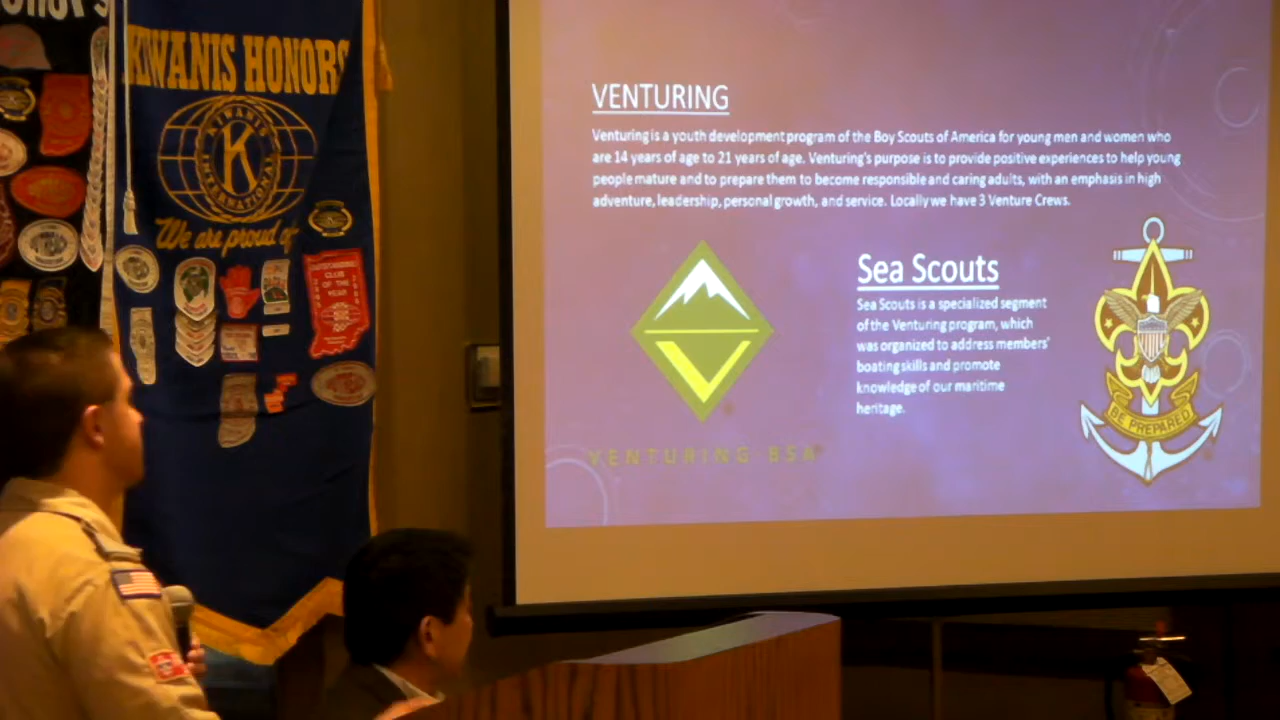 KIWANIS HONORS
KIWANIS
K
INTERNATIONAL
We are proud of
OUTSTANDING
CLUB
OF THE
YEAR
VENTURING
Venturing is a youth development program of the Boy Scouts of America for young men and women who
are 14 years of age to 21 years of age. Venturing's purpose is to provide positive experiences to help young
people mature and to prepare them to become responsible and caring adults, with an emphasis in high
adventure, leadership, personal growth, and service. Locally we have 3 Venture Crews.
VENTURING BSA
Sea Scouts
Sea Scouts is a specialized segment
of the Venturing program, which
was organized to address members'
boating skills and promote
knowledge of our maritime
heritage.
BE PREPARED